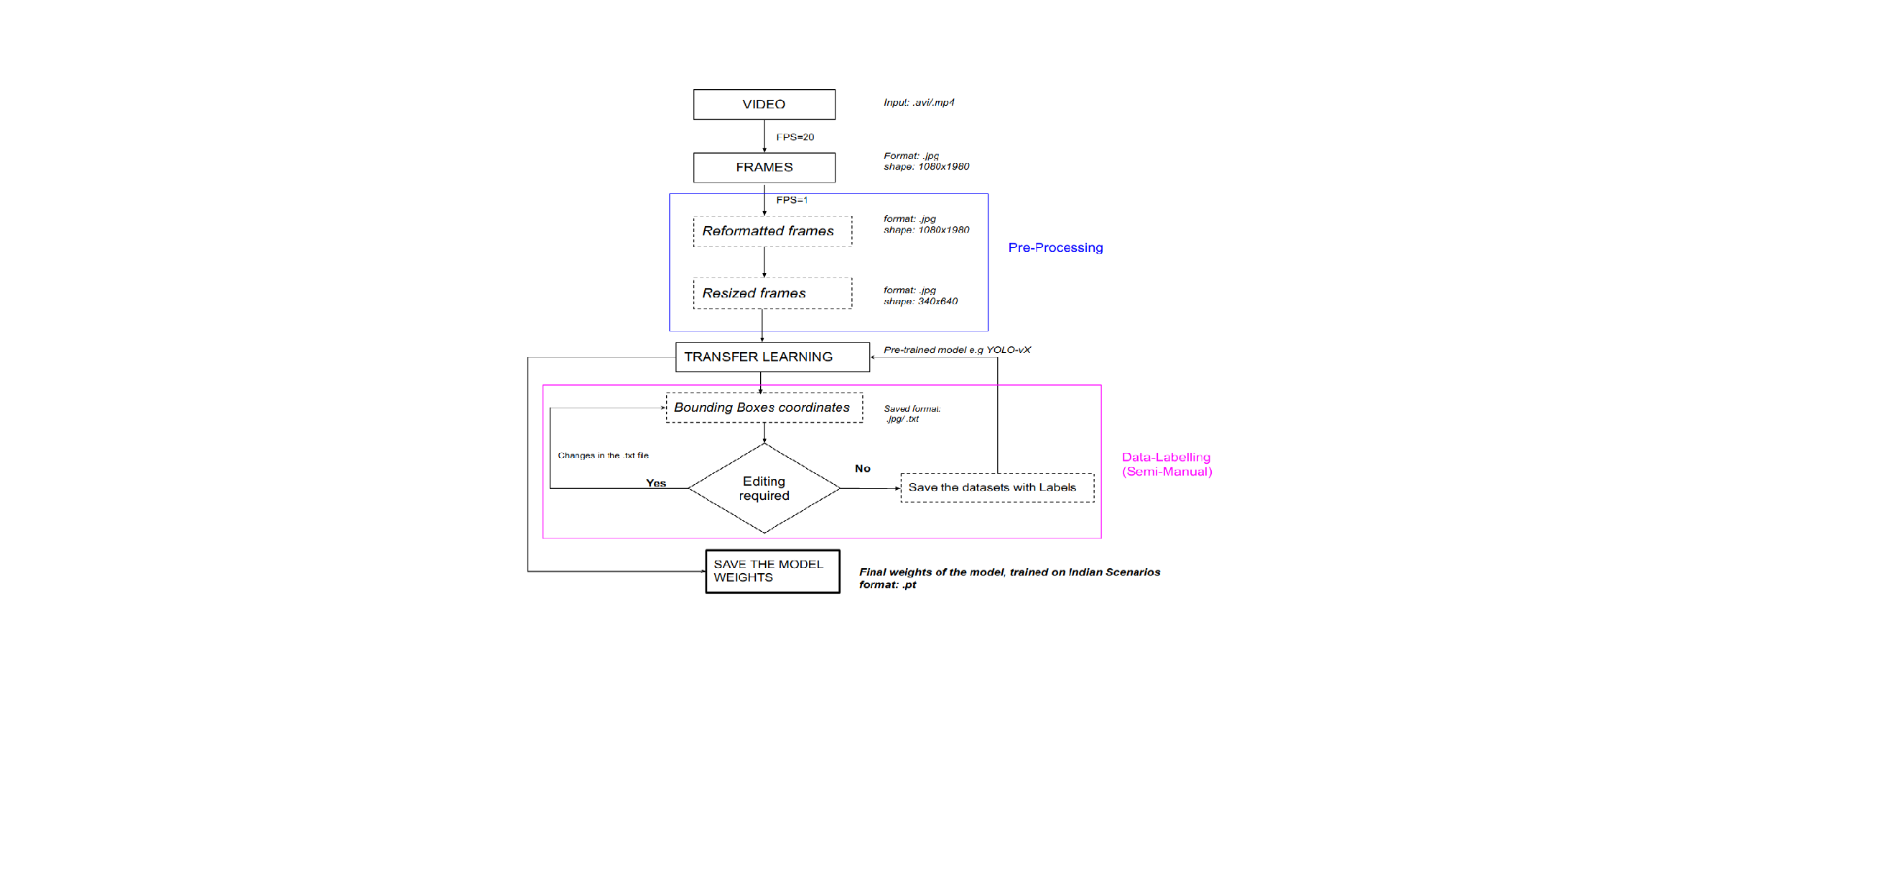 VIDEO
Input: .avi/.mp4
FPS=20
FRAMES
Format: .jpg
shape: 1080x1980
FPS=1
Reformatted frames
format: .jpg
shape: 1080x1980
Pre-Processing
Resized frames
format: .jpg
shape: 340x640
TRANSFER LEARNING
Pre-trained model e.g YOLO-vX
Bounding Boxes coordinates
Saved format:
.jpg/ .txt
Changes in the .txt file
Yes
Editing
required
No
Save the datasets with Labels
Data-Labelling
(Semi-Manual)
SAVE THE MODEL
WEIGHTS
Final weights of the model, trained on Indian Scenarios
format: .pt